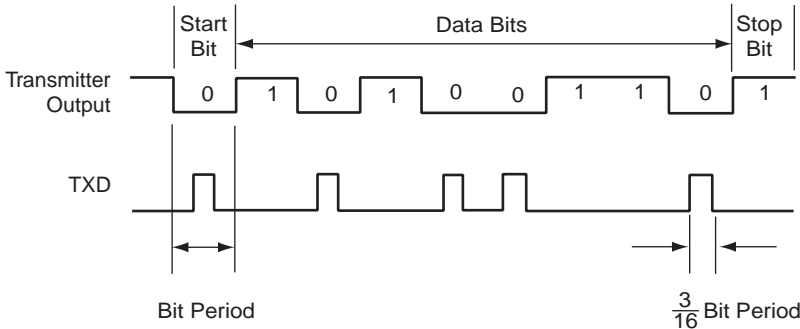 Start
Bit
Data Bits
Stop
Bit
Transmitter
Output
0 1 0 1 0 0 1 1 0 1
TXD
Bit Period
3/16 Bit Period